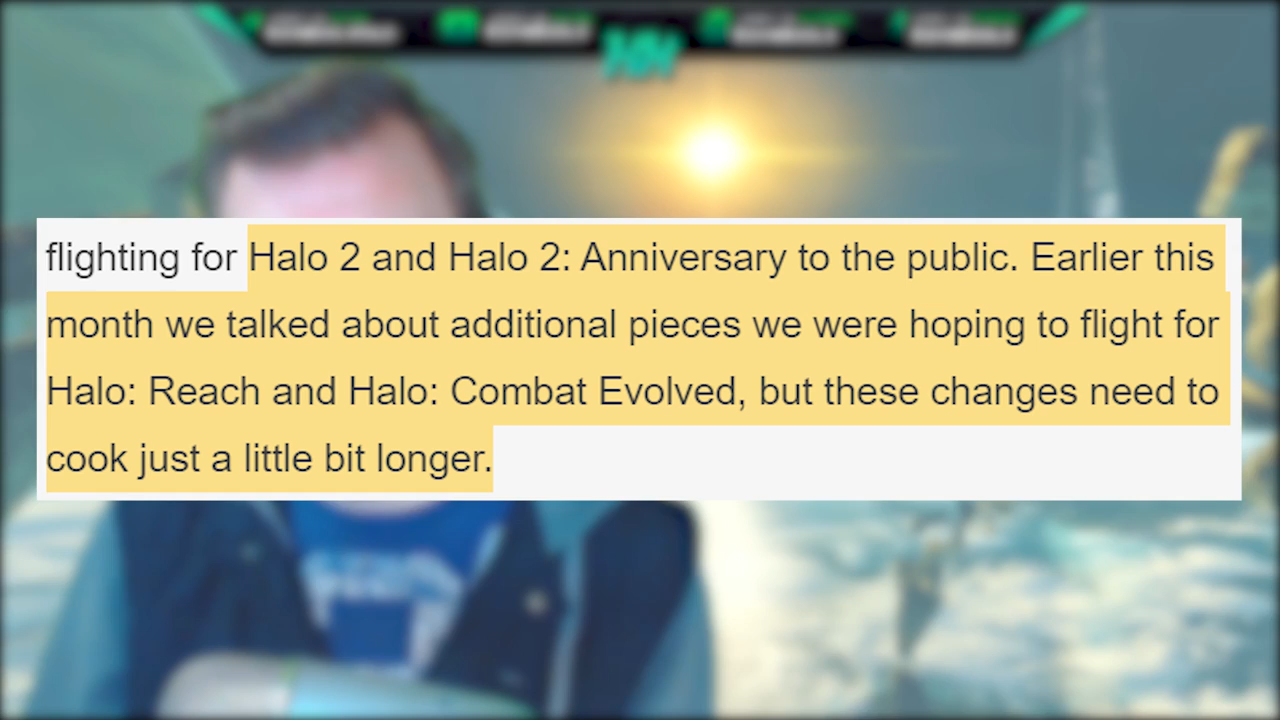 flighting for Halo 2 and Halo 2: Anniversary to the public. Earlier this
month we talked about additional pieces we were hoping to flight for
Halo: Reach and Halo: Combat Evolved, but these changes need to
cook just a little bit longer.